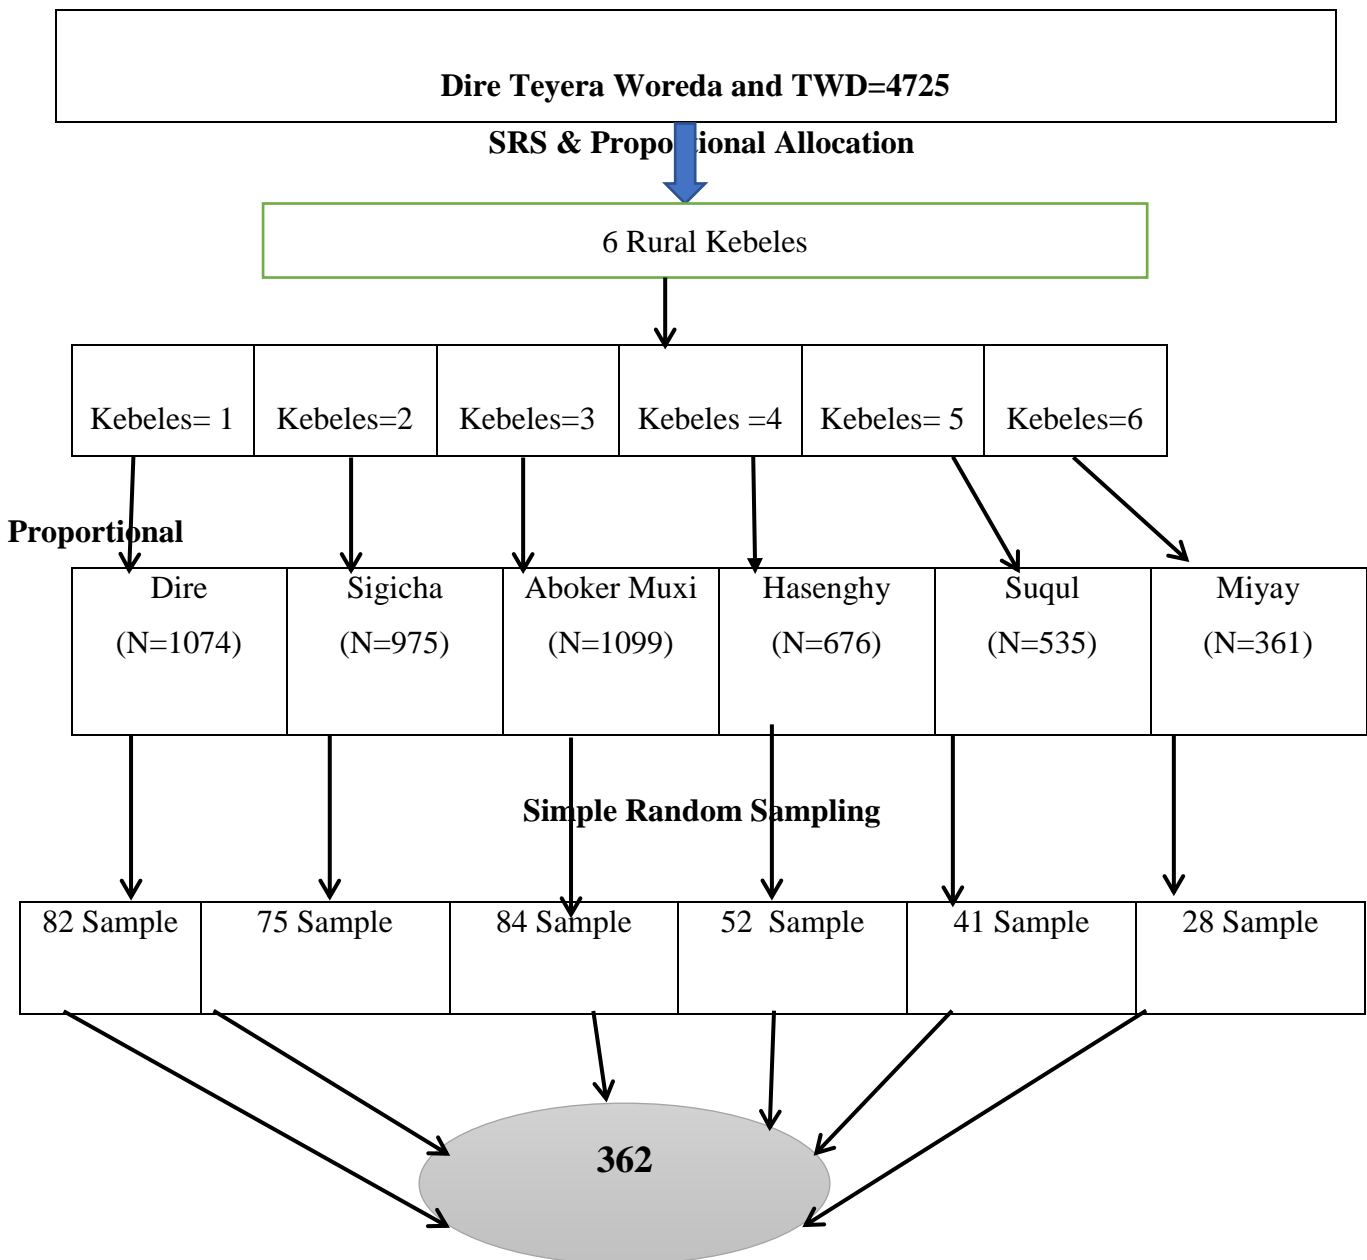 Dire Teyera Woreda and TWD=4725
SRS & Proportional Allocation
6 Rural Kebeles
Kebeles= 1
Kebeles=2
Kebeles=3
Kebeles =4
Kebeles= 5
Kebeles=6
Proportional
Dire
(N=1074)
Sigicha
(N=975)
Aboker Muxi
(N=1099)
Hasenghy
(N=676)
Suqul
(N=535)
Miyay
(N=361)
Simple Random Sampling
82 Sample
75 Sample
84 Sample
52 Sample
41 Sample
28 Sample
362